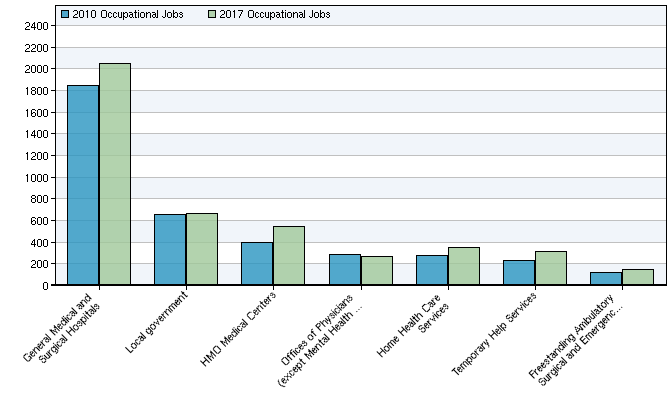 2010 Occupational Jobs
2017 Occupational Jobs
2400
2200
2000
1800
1600
1400
1200
1000
800
600
400
200
0
General Medical and
Surgical Hospitals
Local government
HMO Medical Centers
Offices of Physicians
(except Mental Health ...
Home Health Care
Services
Temporary Help Services
Freestanding Ambulatory
Surgical and Emergenc...